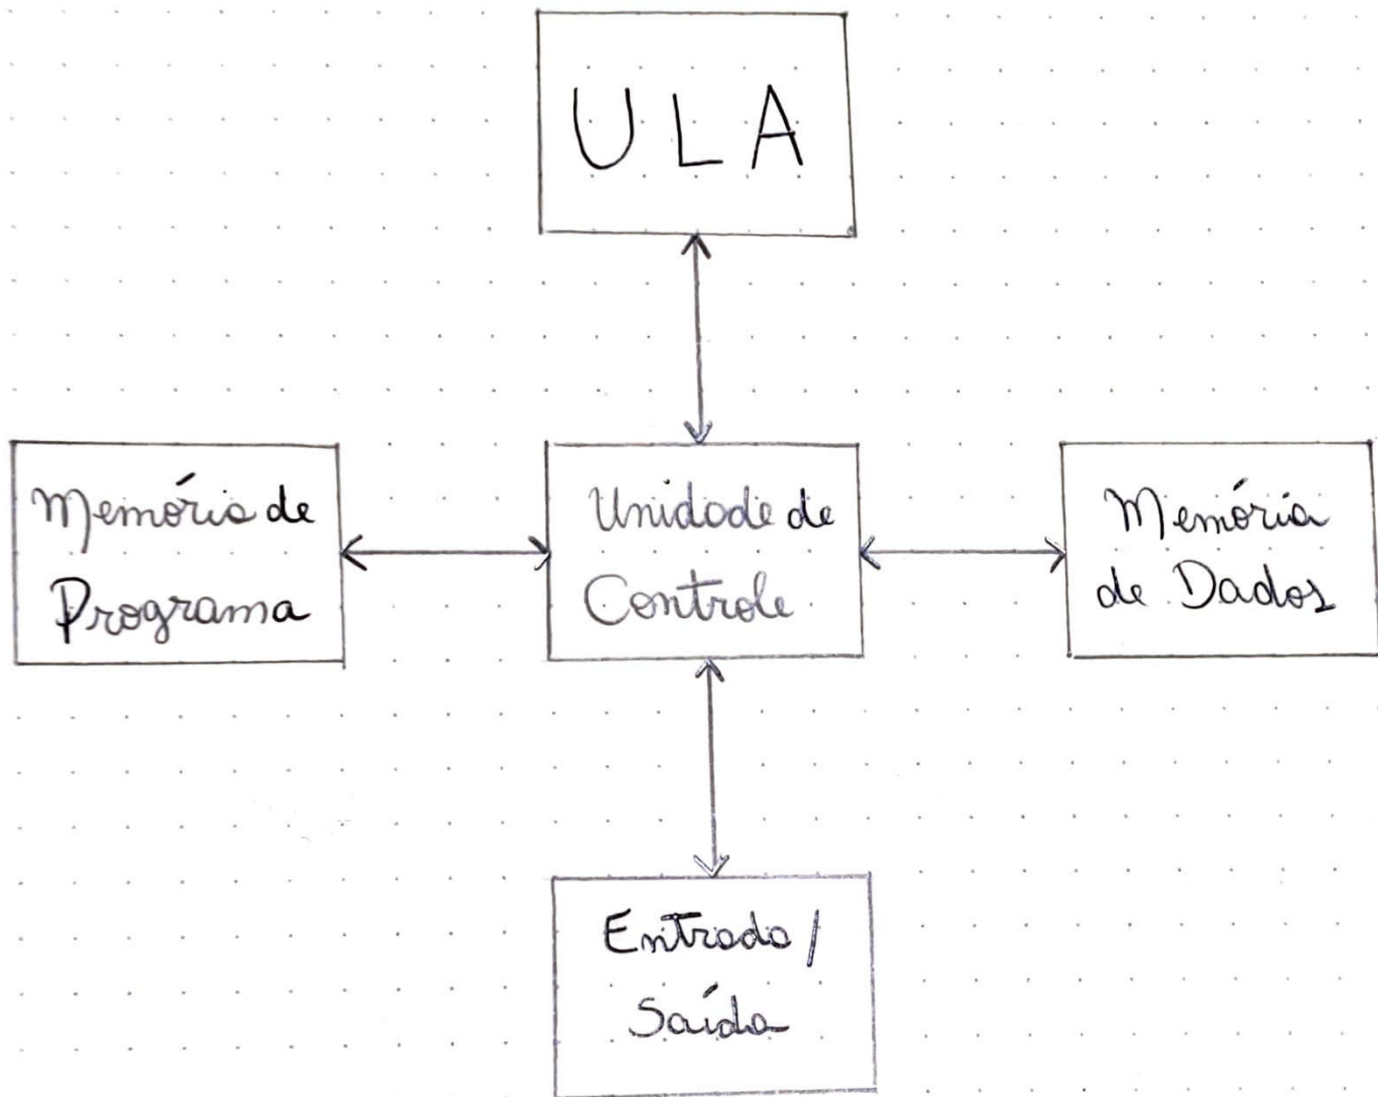 ULA
Memória de
Programa
Unidade de
Controle
Memória
de Dados
Entrada/
Saída